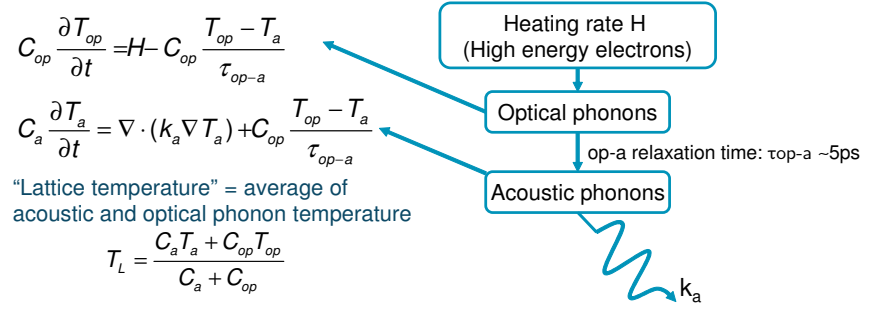 C_op ∂T_op/∂t = H − C_op (T_op − T_a)/τ_op−a
C_a ∂T_a/∂t = ∇ · (k_a ∇T_a) + C_op (T_op − T_a)/τ_op−a
“Lattice temperature” = average of
acoustic and optical phonon temperature
T_L = (C_a T_a + C_op T_op)/(C_a + C_op)
Heating rate H
(High energy electrons)
Optical phonons
op-a relaxation time: τop-a ~5ps
Acoustic phonons
k_a